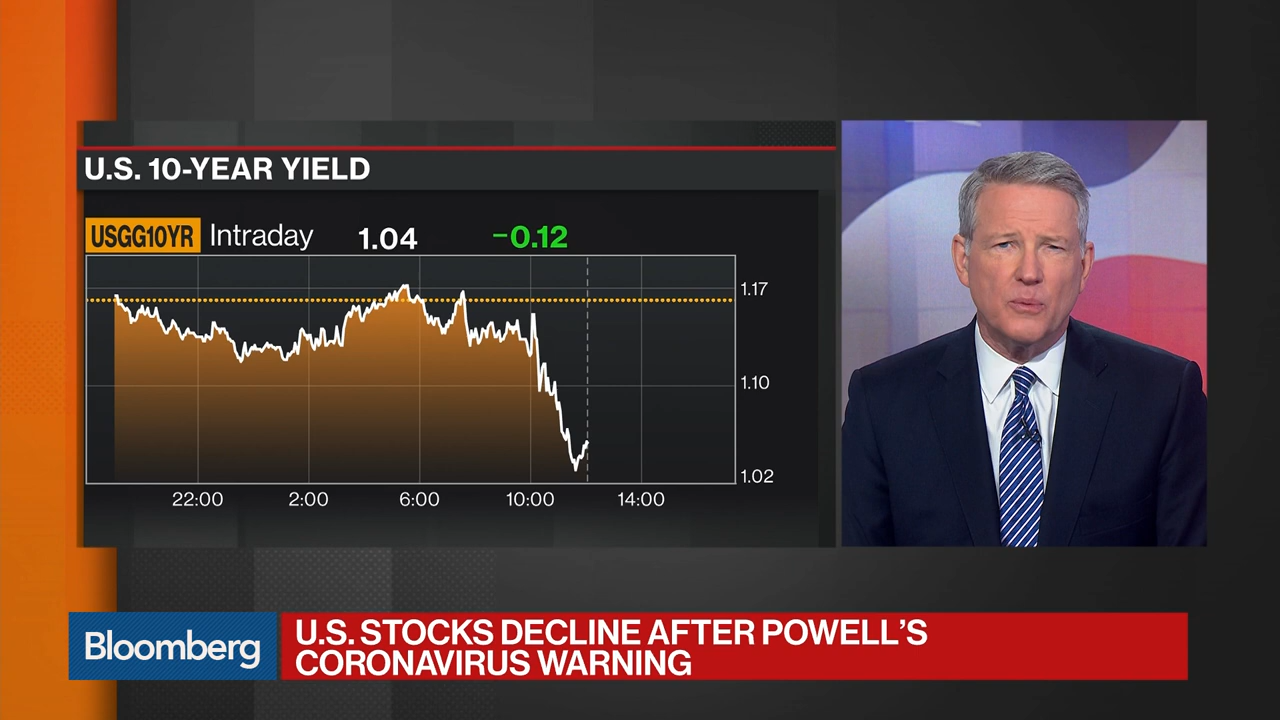 U.S. 10-YEAR YIELD
USGG10YR Intraday 1.04 -0.12
1.17
1.10
1.02
22:00 2:00 6:00 10:00 14:00
Bloomberg
U.S. STOCKS DECLINE AFTER POWELL'S
CORONAVIRUS WARNING